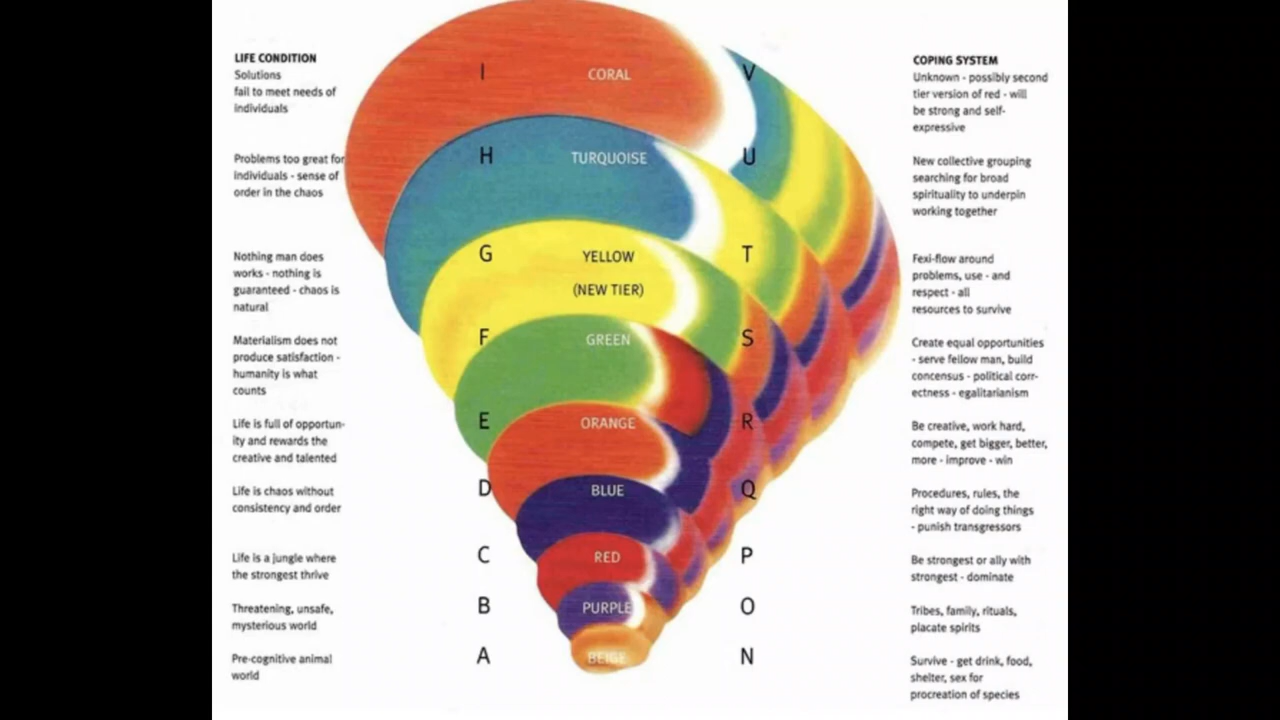 LIFE CONDITION
Solutions
fail to meet needs of
individuals
Problems too great for
individuals - sense of
order in the chaos
Nothing man does
works - nothing is
guaranteed - chaos is
natural
Materialism does not
produce satisfaction -
humanity is what
counts
Life is full of opportun-
ity and rewards the
creative and talented
Life is chaos without
consistency and order
Life is a jungle where
the strongest thrive
Threatening, unsafe,
mysterious world
Pre-cognitive animal
world
I CORAL V
H TURQUOISE U
G YELLOW T
(NEW TIER)
F GREEN S
E ORANGE R
D BLUE Q
C RED P
B PURPLE O
A BEIGE N
COPING SYSTEM
Unknown - possibly second
tier version of red - will
be strong and self-
expressive
New collective grouping
searching for broad
spirituality to underpin
working together
Fexi-flow around
problems, use - and
respect - all
resources to survive
Create equal opportunities
- serve fellow man, build
concensus - political corr-
ectness - egalitarianism
Be creative, work hard,
compete, get bigger, better,
more - improve - win
Procedures, rules, the
right way of doing things
- punish transgressors
Be strongest or ally with
strongest - dominate
Tribes, family, rituals,
placate spirits
Survive - get drink, food,
shelter, sex for
procreation of species